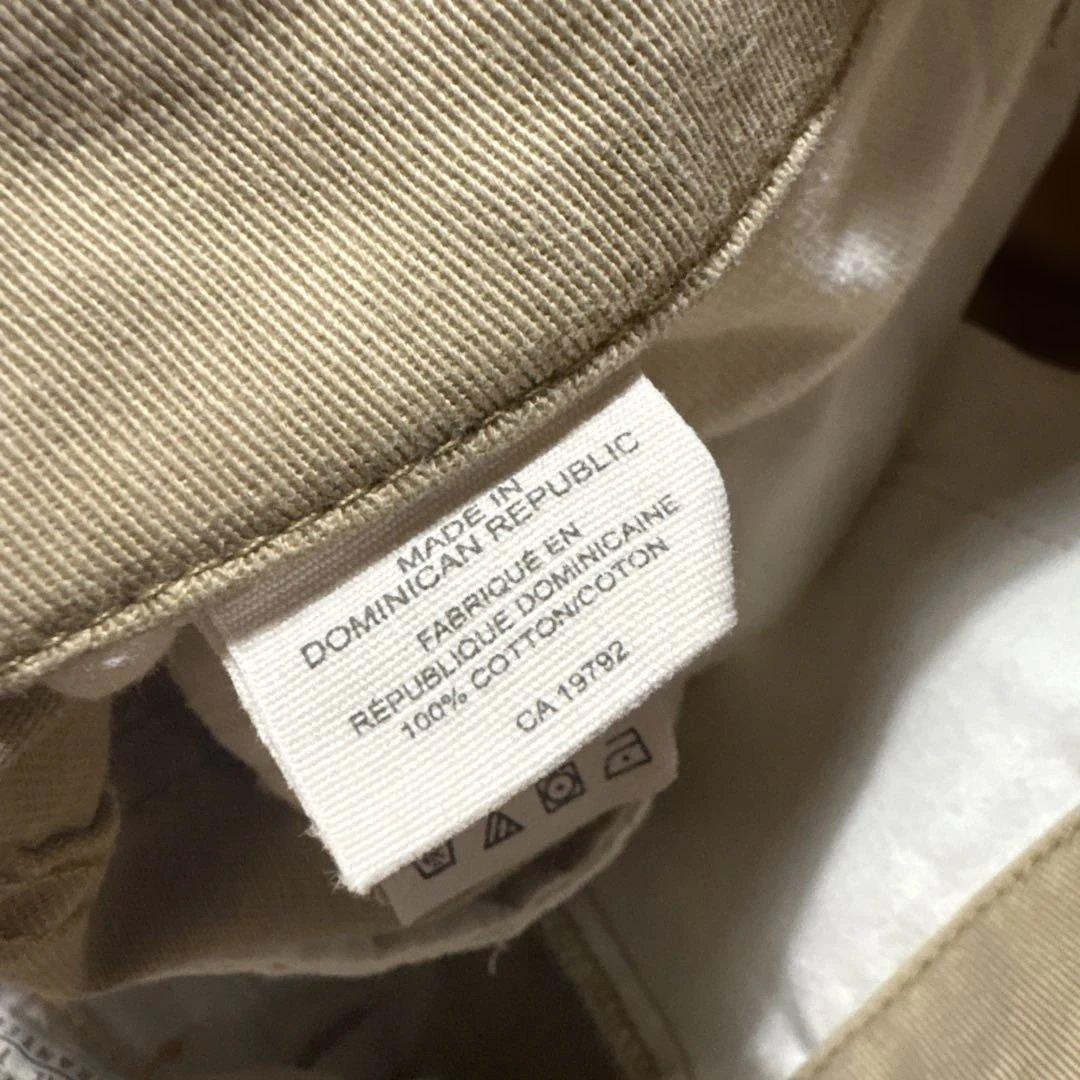 MADE IN
DOMINICAN REPUBLIC
FABRIQUÉ EN
RÉPUBLIQUE DOMINICAINE
100% COTTON/COTON
CA 19792